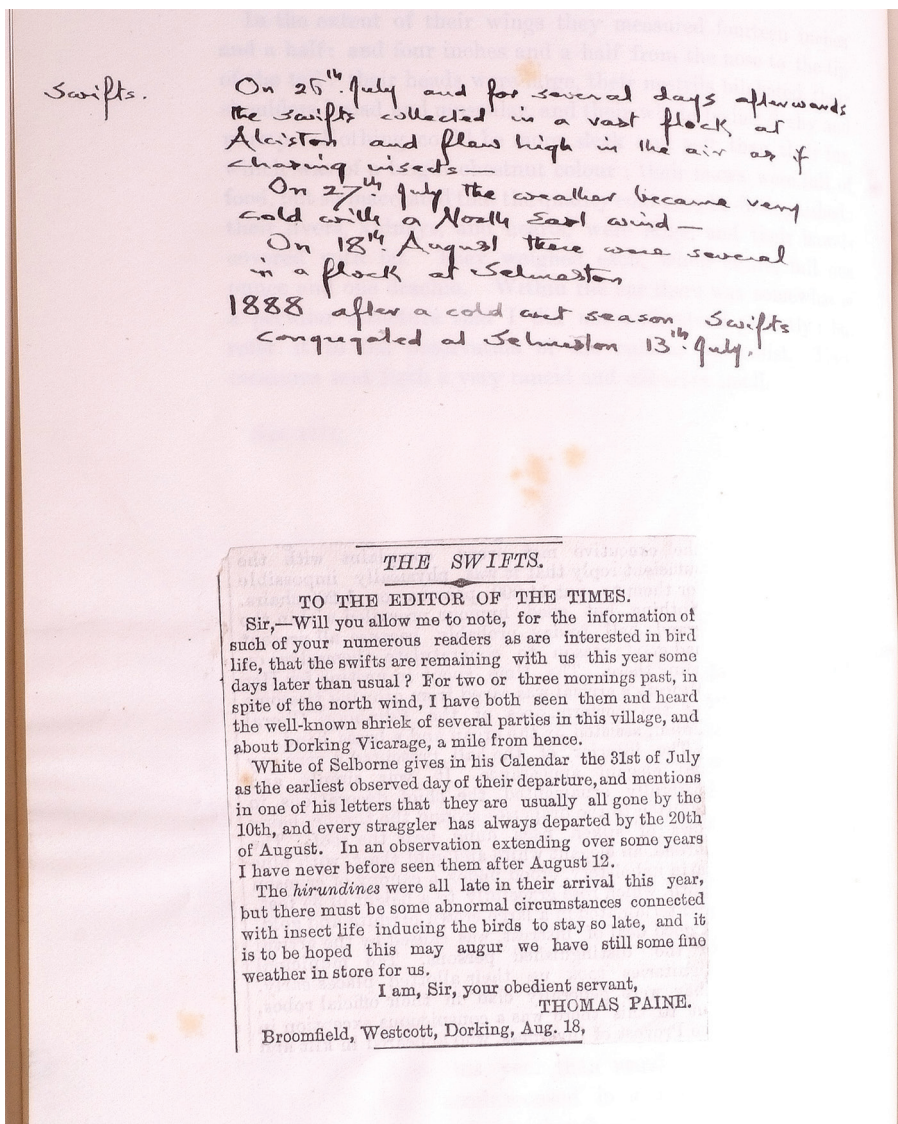 Swifts.
On 26th July and for several days afterwards
the swifts collected in a vast flock at
Alciston and flew high in the air as if
chasing insects.
On 27th July the weather became very
cold with a North East wind
On 18th August there were several
in a flock at Selmeston
1888 after a cold wet season, Swifts
Congregated at Selmeston 13th July.
THE SWIFTS.
TO THE EDITOR OF THE TIMES.
Sir,—Will you allow me to note, for the information of
such of your numerous readers as are interested in bird
life, that the swifts are remaining with us this year some
days later than usual? For two or three mornings past, in
spite of the north wind, I have both seen them and heard
the well-known shriek of several parties in this village, and
about Dorking Vicarage, a mile from hence.
White of Selborne gives in his Calendar the 31st of July
as the earliest observed day of their departure, and mentions
in one of his letters that they are usually all gone by the
10th, and every straggler has always departed by the 20th
of August. In an observation extending over some years
I have never before seen them after August 12.
The hirundines were all late in their arrival this year,
but there must be some abnormal circumstances connected
with insect life inducing the birds to stay so late, and it
is to be hoped this may augur we have still some fine
weather in store for us.
I am, Sir, your obedient servant,
THOMAS PAINE.
Broomfield, Westcott, Dorking, Aug. 18,